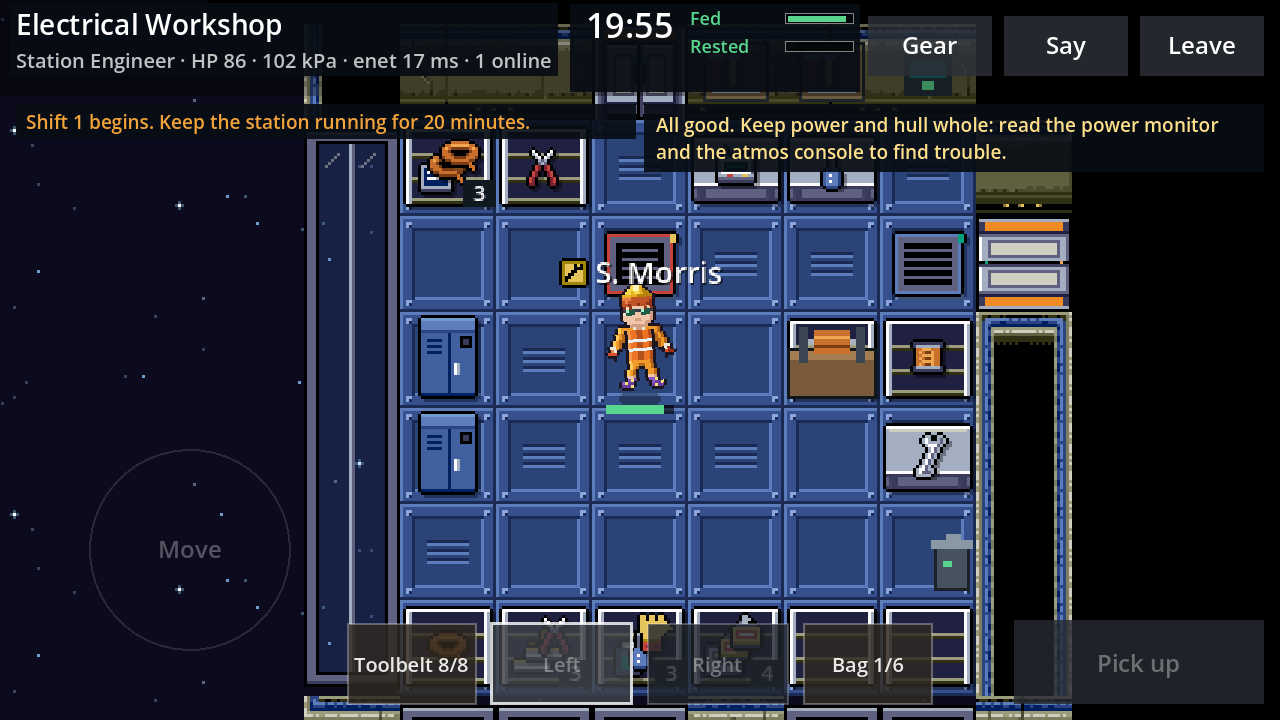 Electrical Workshop
Station Engineer · HP 86 · 102 kPa · enet 17 ms · 1 online
19:55
Fed
Rested
Gear
Say
Leave
Shift 1 begins. Keep the station running for 20 minutes.
All good. Keep power and hull whole: read the power monitor
and the atmos console to find trouble.
3
S. Morris
Move
Toolbelt 8/8
Left
3
3
Right
4
Bag 1/6
Pick up